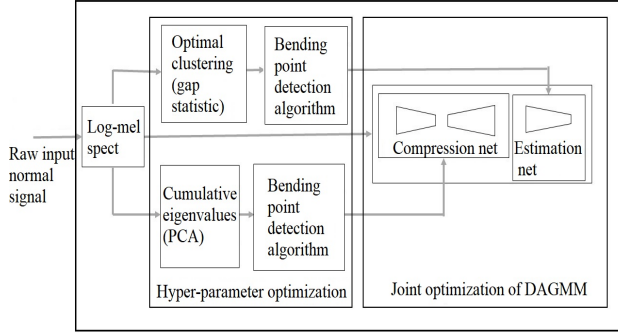 Raw input
normal
signal
Log-mel
spect
Optimal
clustering
(gap
statistic)
Bending
point
detection
algorithm
Cumulative
eigenvalues
(PCA)
Bending
point
detection
algorithm
Hyper-parameter optimization
Compression net
Estimation
net
Joint optimization of DAGMM